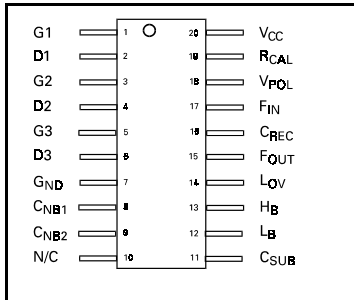 G1 1 20 VCC
D1 2 19 RCAL
G2 3 18 VPOL
D2 4 17 FIN
G3 5 16 CREC
D3 6 15 FOUT
GND 7 14 LOV
CNB1 8 13 HB
CNB2 9 12 LB
N/C 10 11 CSUB